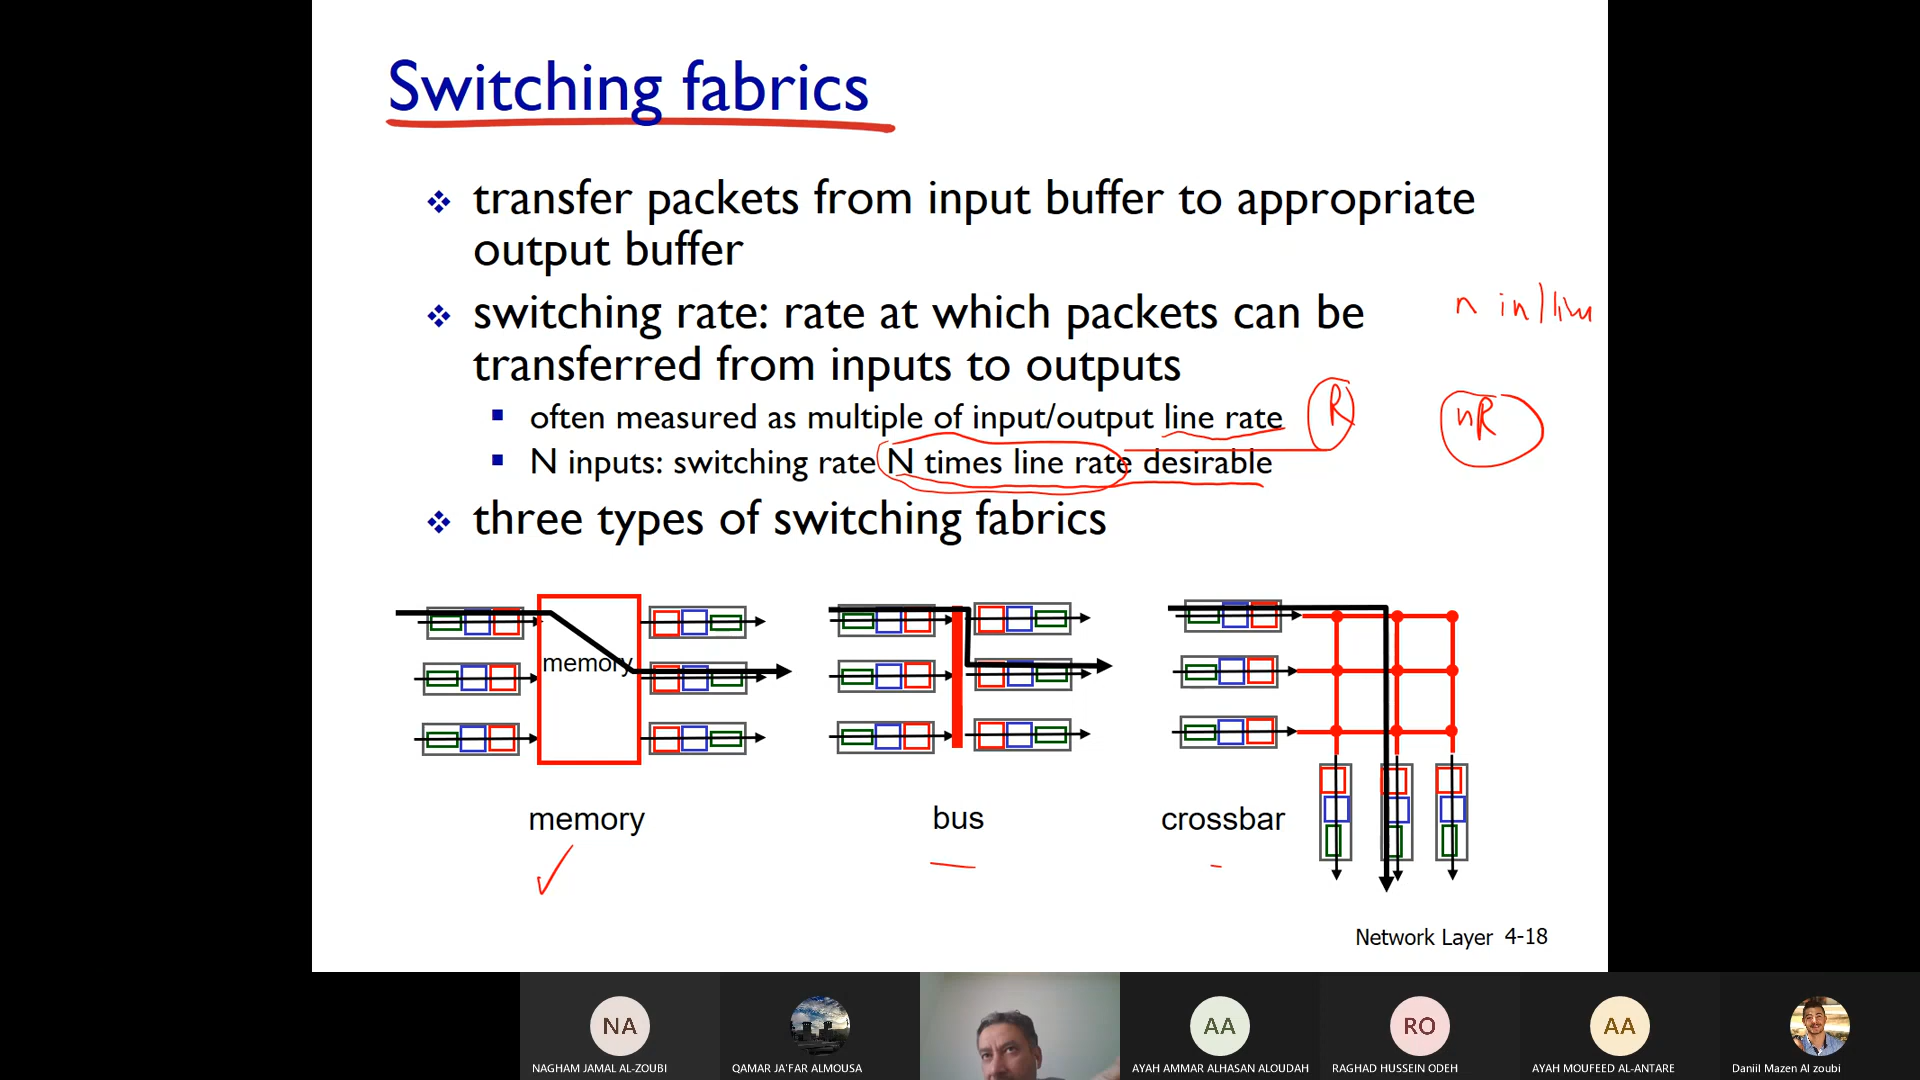 Switching fabrics
transfer packets from input buffer to appropriate
output buffer
switching rate: rate at which packets can be
transferred from inputs to outputs
n in/line
often measured as multiple of input/output line rate R
nR
N inputs: switching rate N times line rate desirable
three types of switching fabrics
memory
memory bus crossbar
Network Layer 4-18
NA AA RO AA
NAGHAM JAMAL AL-ZOUBI QAMAR JA'FAR ALMOUSA AYAH AMMAR ALHASAN ALOUDAH RAGHAD HUSSEIN ODEH AYAH MOUFEED AL-ANTARE Daniil Mazen Al zoubi